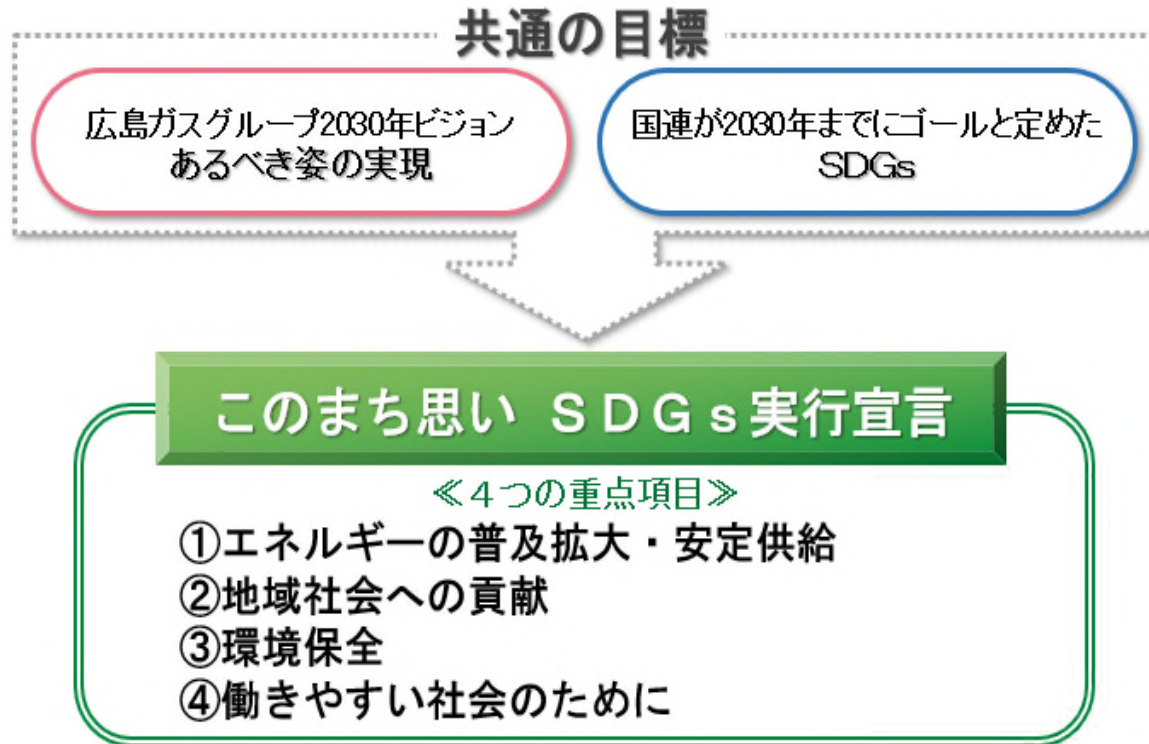 共通の目標
広島ガスグループ2030年ビジョン
あるべき姿の実現
国連が2030年までにゴールと定めた
SDGs
このまち思い ＳＤＧｓ実行宣言
≪４つの重点項目≫
①エネルギーの普及拡大・安定供給
②地域社会への貢献
③環境保全
④働きやすい社会のために